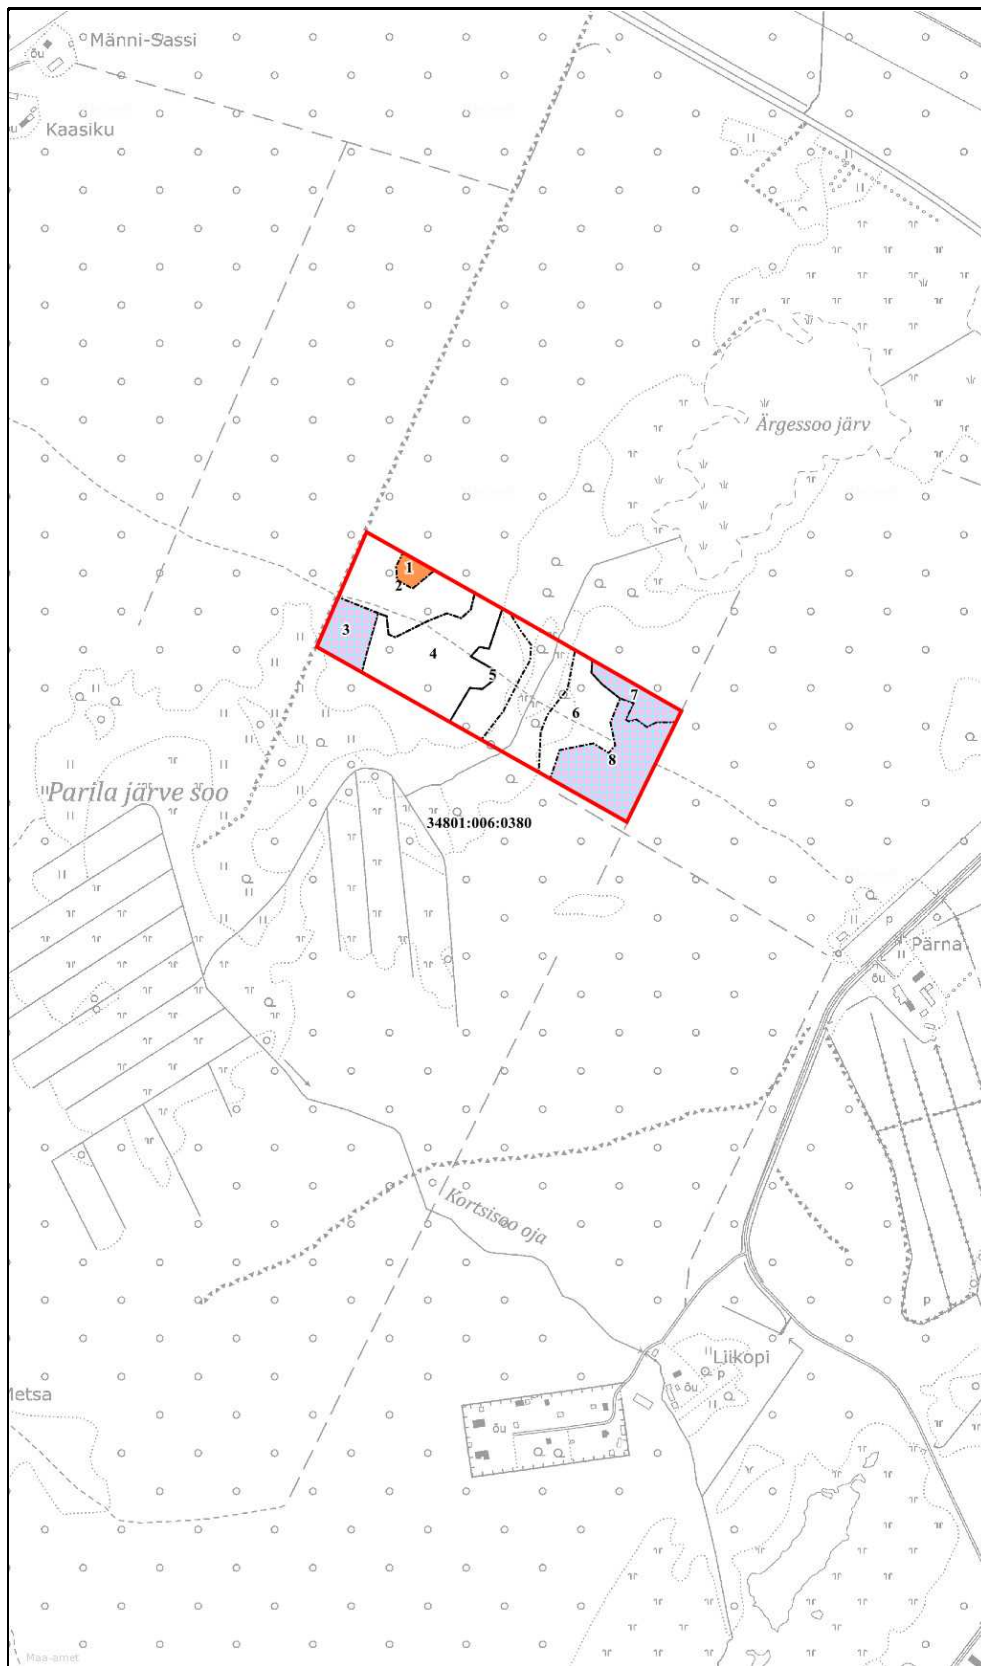 Männi-Sassi
õu
Kaasiku
Ärgessoo järv
1
2
3
4
5
6
7
8
Parila järve soo
34801:006:0380
p
Pärna
õu
Kortsisoo oja
p
Liikopi
p
õu
õu
Metsa
Maa-amet